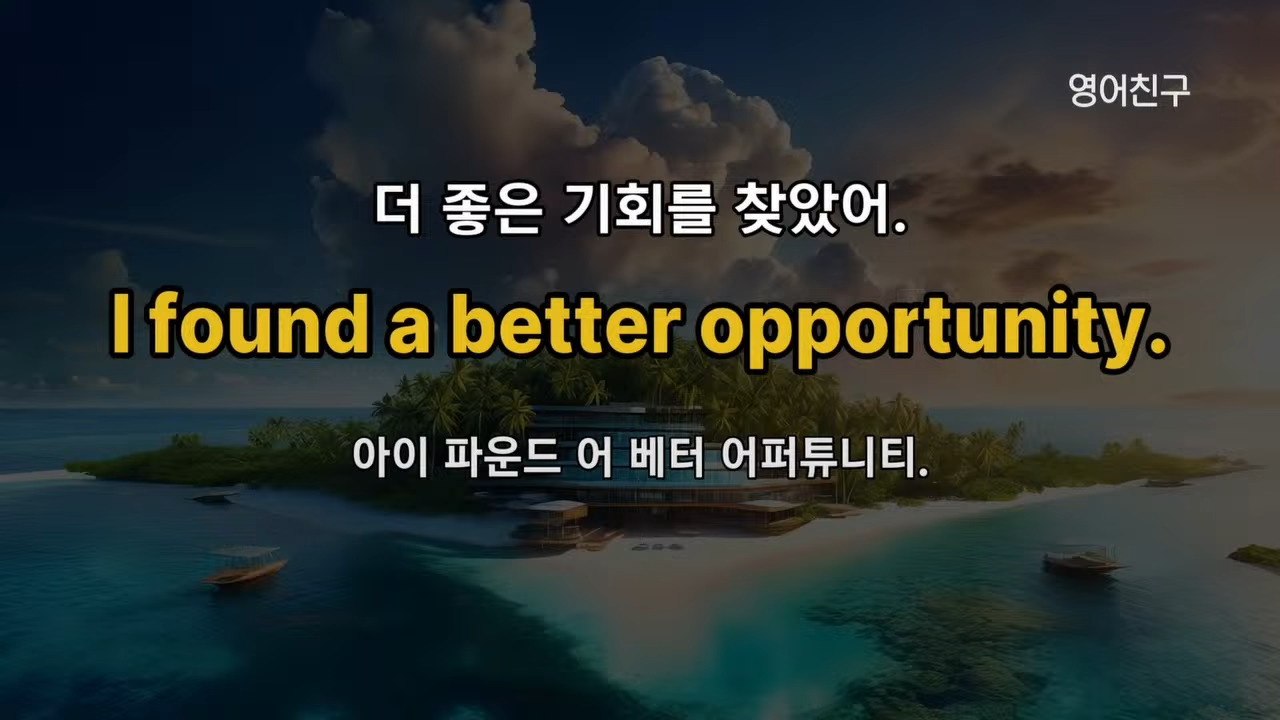 영어친구
더 좋은 기회를 찾았어.
I found a better opportunity.
아이 파운드 어 베터 어퍼튜니티.